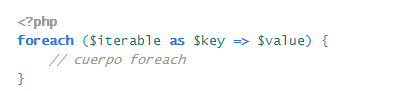 <?php
foreach ($iterable as $key => $value) {
    // cuerpo foreach
}